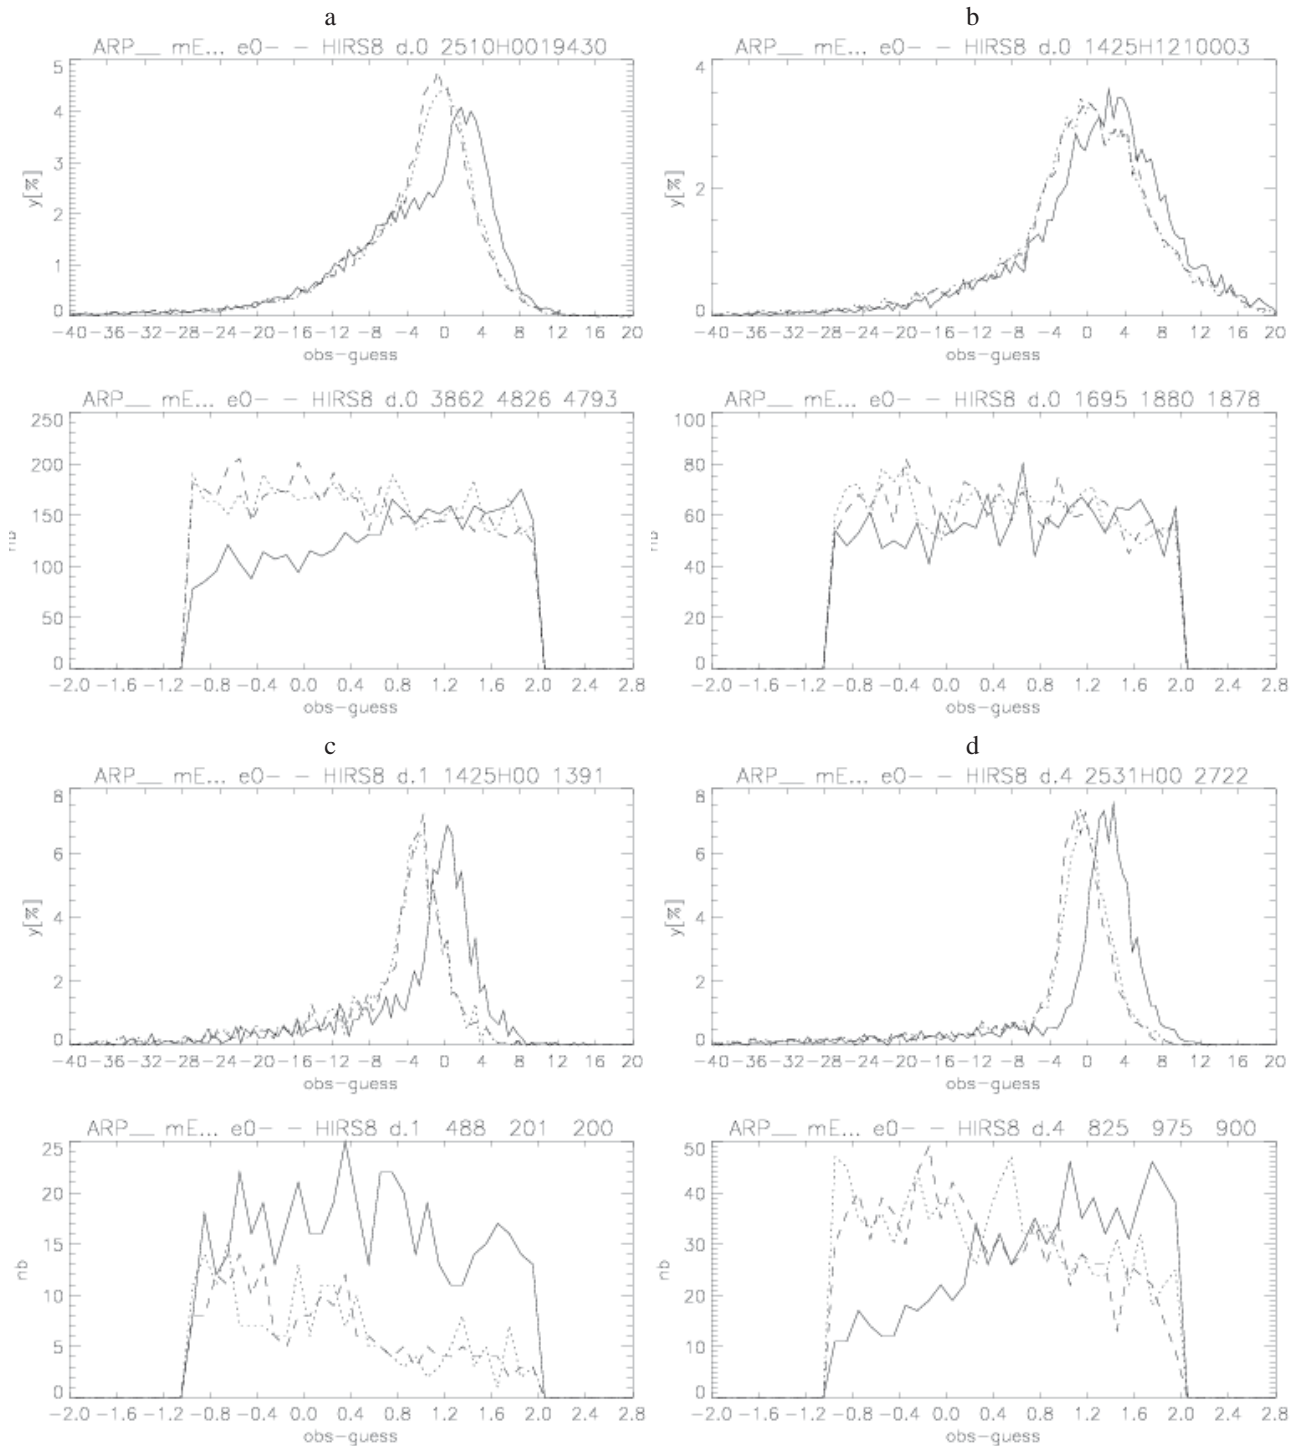 a
ARP__ mE... e0- - HIRS8 d.0 2510H0019430
5
4
3
2
1
0
y[%]
-40-36-32-28-24-20-16-12 -8 -4 0 4 8 12 16 20
obs-guess
b
ARP__ mE... e0- - HIRS8 d.0 1425H1210003
4
2
0
y[%]
-40-36-32-28-24-20-16-12 -8 -4 0 4 8 12 16 20
obs-guess
ARP__ mE... e0- - HIRS8 d.0 3862 4826 4793
250
200
150
100
50
0
nb
-2.0 -1.6 -1.2 -0.8 -0.4 0.0 0.4 0.8 1.2 1.6 2.0 2.4 2.8
obs-guess
ARP__ mE... e0- - HIRS8 d.0 1695 1880 1878
100
80
60
40
20
0
nb
-2.0 -1.6 -1.2 -0.8 -0.4 0.0 0.4 0.8 1.2 1.6 2.0 2.4 2.8
obs-guess
c
ARP__ mE... e0- - HIRS8 d.1 1425H00 1391
8
6
4
2
0
y[%]
-40-36-32-28-24-20-16-12 -8 -4 0 4 8 12 16 20
obs-guess
d
ARP__ mE... e0- - HIRS8 d.4 2531H00 2722
8
6
4
2
0
y[%]
-40-36-32-28-24-20-16-12 -8 -4 0 4 8 12 16 20
obs-guess
ARP__ mE... e0- - HIRS8 d.1 488 201 200
25
20
15
10
5
0
nb
-2.0 -1.6 -1.2 -0.8 -0.4 0.0 0.4 0.8 1.2 1.6 2.0 2.4 2.8
obs-guess
ARP__ mE... e0- - HIRS8 d.4 825 975 900
50
40
30
20
10
0
nb
-2.0 -1.6 -1.2 -0.8 -0.4 0.0 0.4 0.8 1.2 1.6 2.0 2.4 2.8
obs-guess